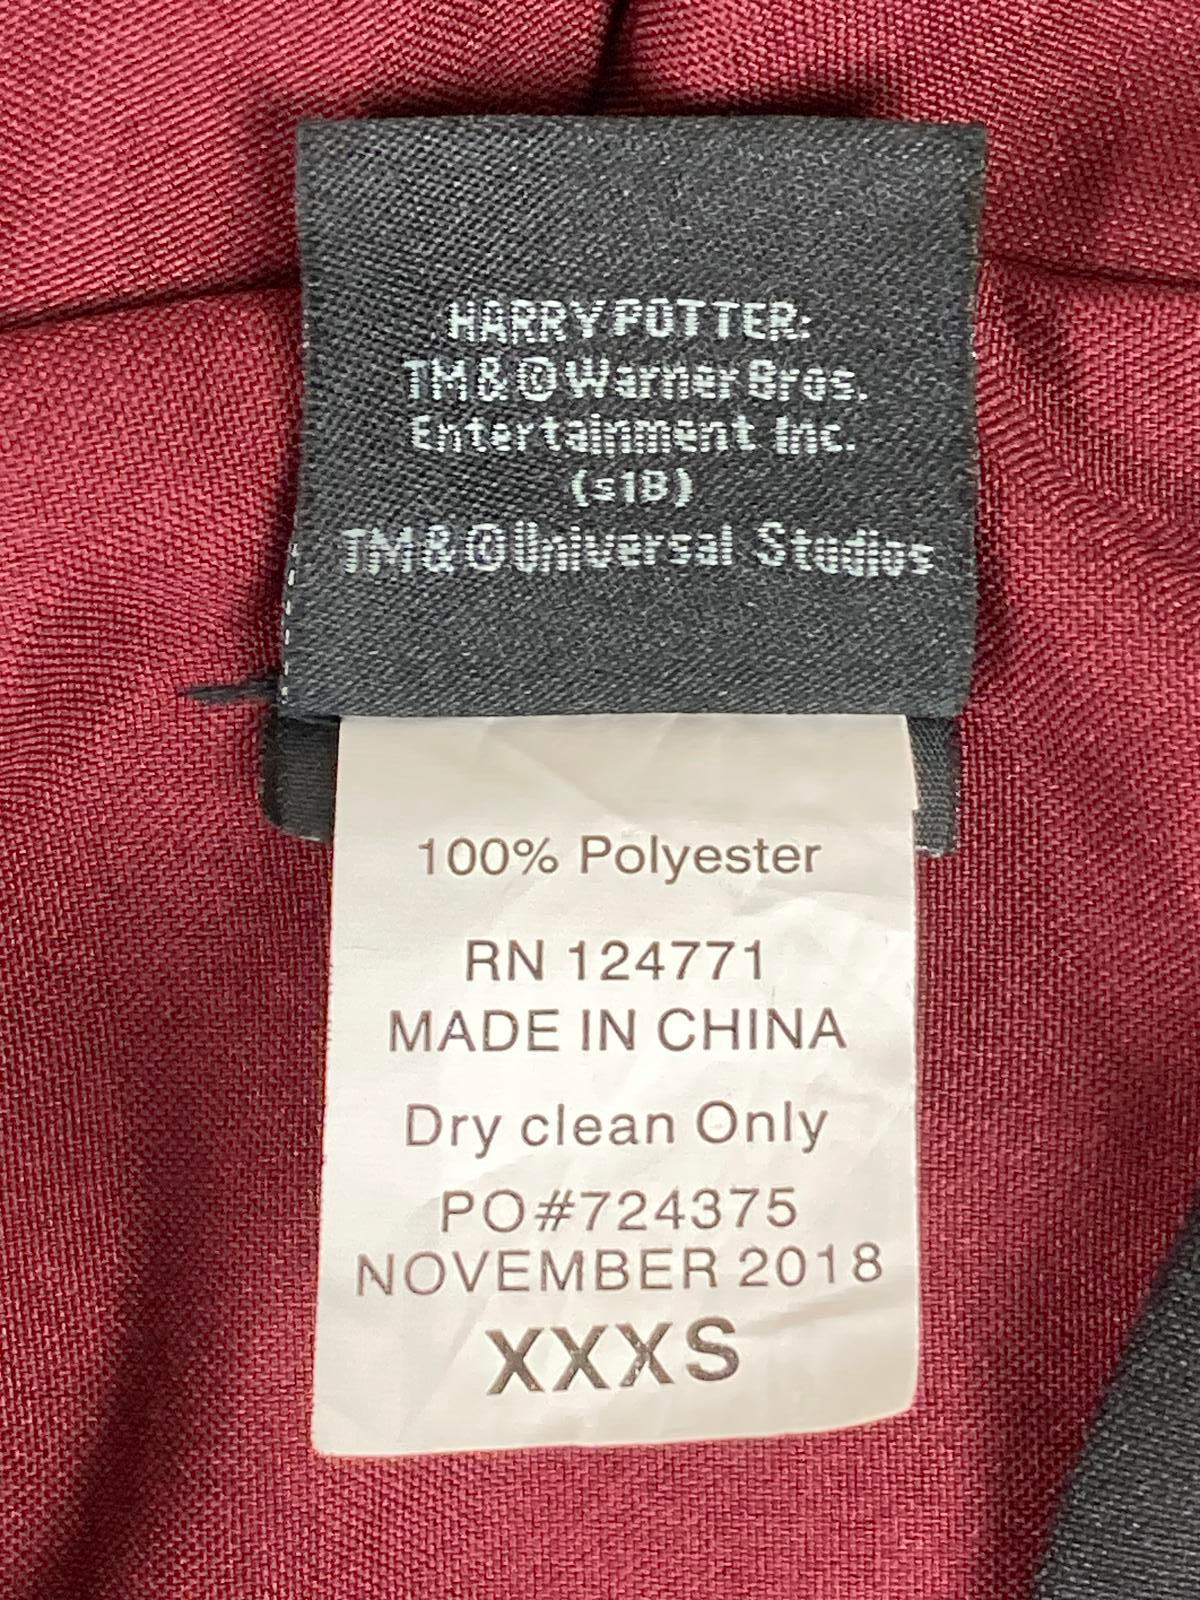 HARRY POTTER:
TM & © Warner Bros.
Entertainment Inc.
(s18)
TM & © Universal Studios
100% Polyester
RN 124771
MADE IN CHINA
Dry clean Only
PO#724375
NOVEMBER 2018
XXXS